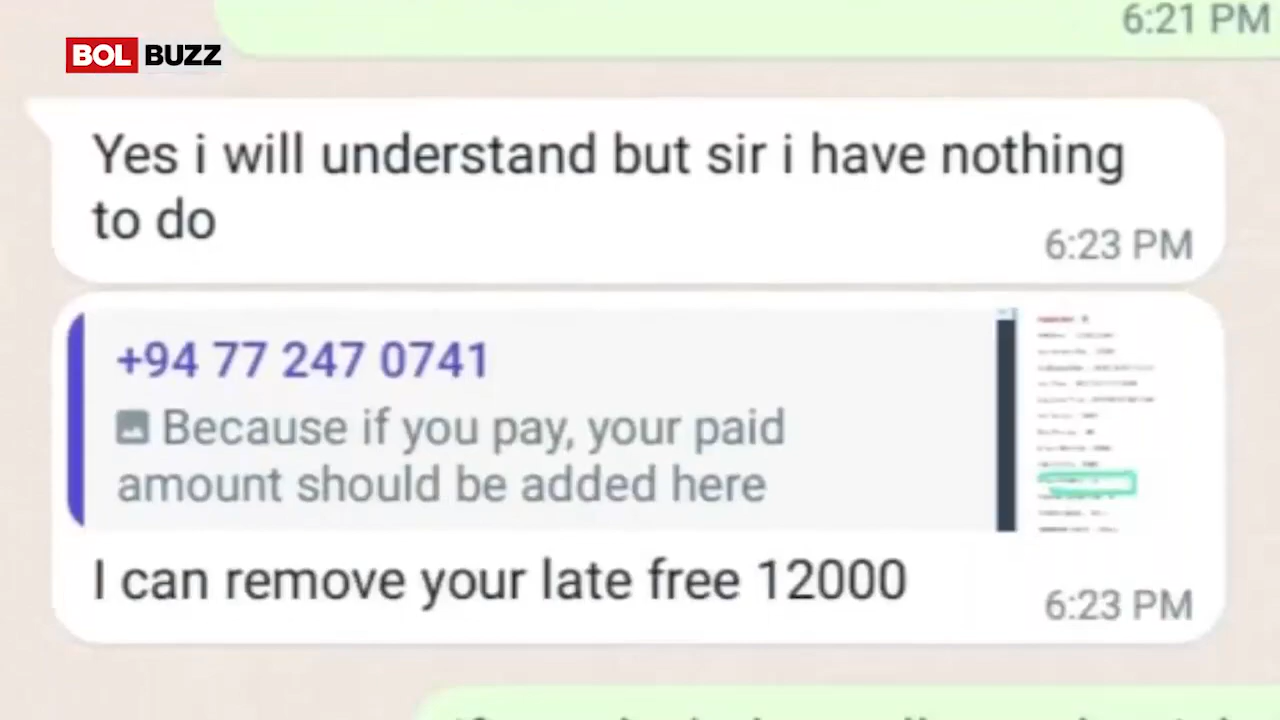 6:21 PM
BOL BUZZ
Yes i will understand but sir i have nothing
to do
6:23 PM
+94 77 247 0741
Because if you pay, your paid
amount should be added here
I can remove your late free 12000
6:23 PM